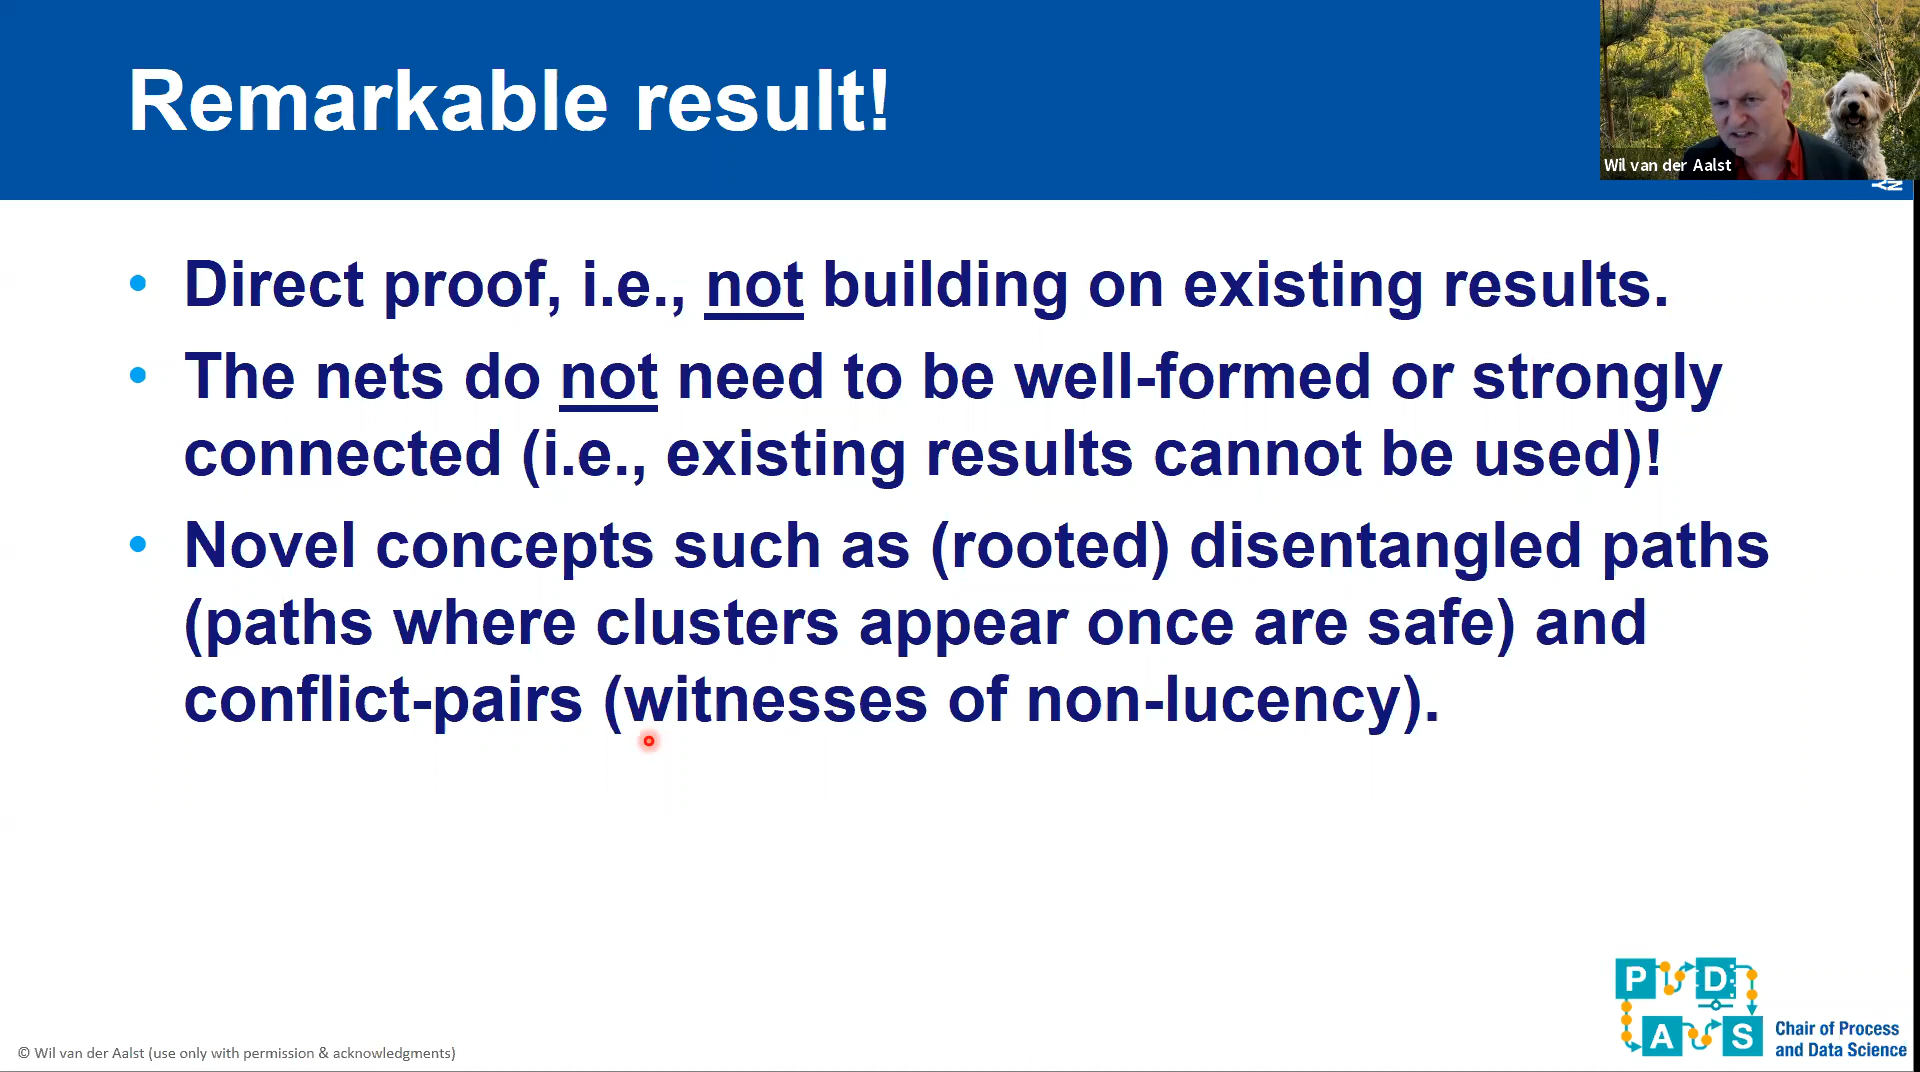 Remarkable result!
Wil van der Aalst
• Direct proof, i.e., not building on existing results.
• The nets do not need to be well-formed or strongly
connected (i.e., existing results cannot be used)!
• Novel concepts such as (rooted) disentangled paths
(paths where clusters appear once are safe) and
conflict-pairs (witnesses of non-lucency).
P D
A S
Chair of Process
and Data Science
© Wil van der Aalst (use only with permission & acknowledgments)